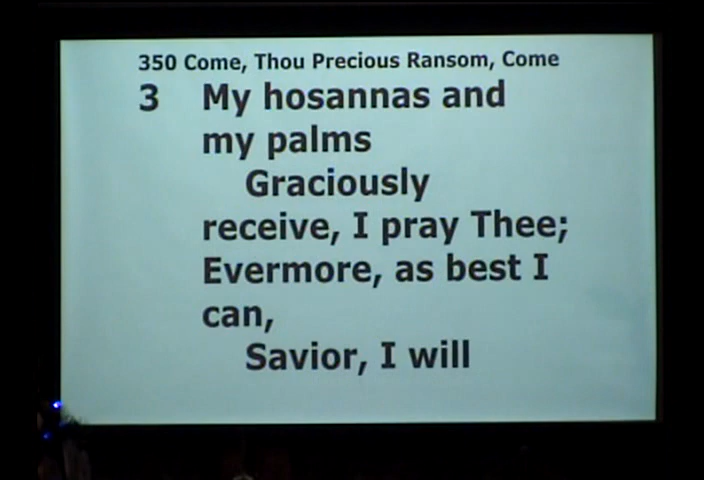 350 Come, Thou Precious Ransom, Come
3 My hosannas and
my palms
Graciously
receive, I pray Thee;
Evermore, as best I
can,
Savior, I will